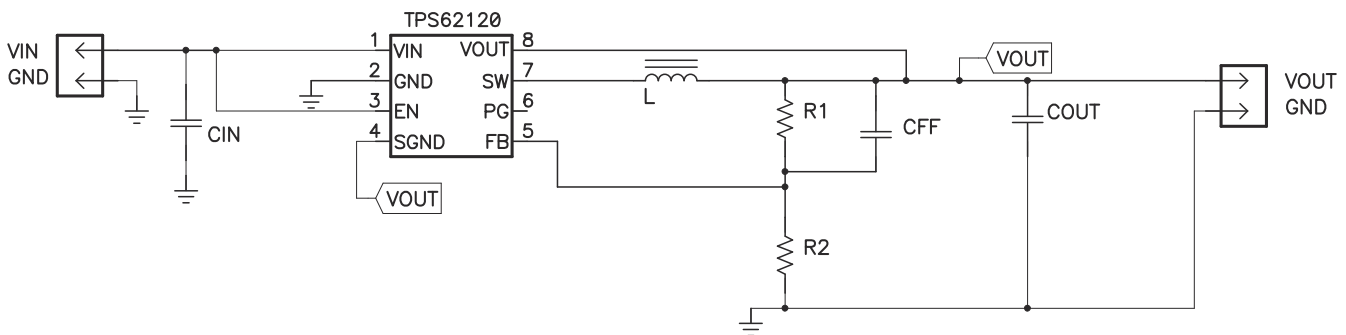 TPS62120
VIN
GND
1
2
3
4
VIN
GND
EN
SGND
VOUT
SW
PG
FB
8
7
6
5
CIN
VOUT
L
R1
CFF
R2
VOUT
COUT
VOUT
GND